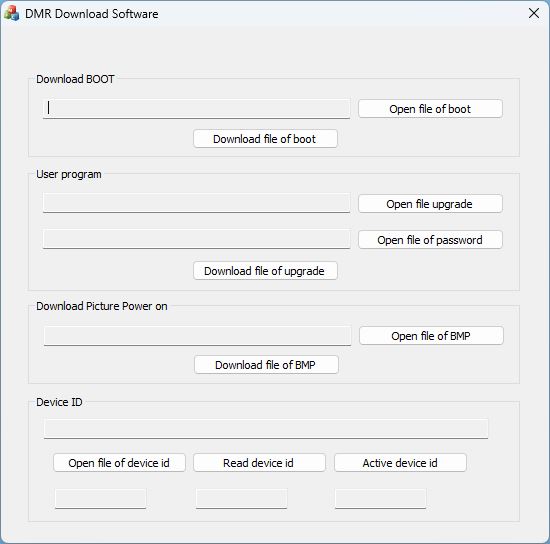 DMR Download Software
Download BOOT
Open file of boot
Download file of boot
User program
Open file upgrade
Open file of password
Download file of upgrade
Download Picture Power on
Open file of BMP
Download file of BMP
Device ID
Open file of device id Read device id Active device id